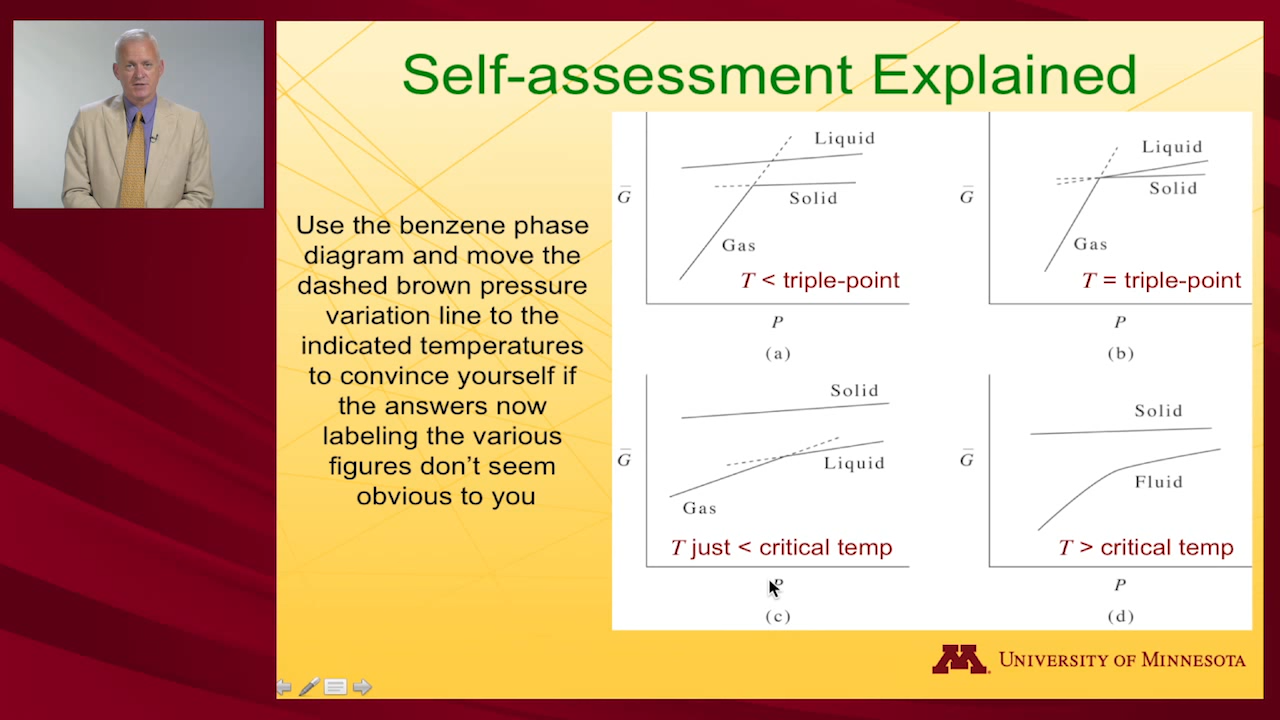 Self-assessment Explained
Use the benzene phase
diagram and move the
dashed brown pressure
variation line to the
indicated temperatures
to convince yourself if
the answers now
labeling the various
figures don't seem
obvious to you
Liquid
G̅
Solid
Gas
T < triple-point
P
(a)
Liquid
G̅
Solid
Gas
T = triple-point
P
(b)
Solid
G̅
Liquid
Gas
T just < critical temp
P
(c)
Solid
G̅
Fluid
T > critical temp
P
(d)
M UNIVERSITY OF MINNESOTA